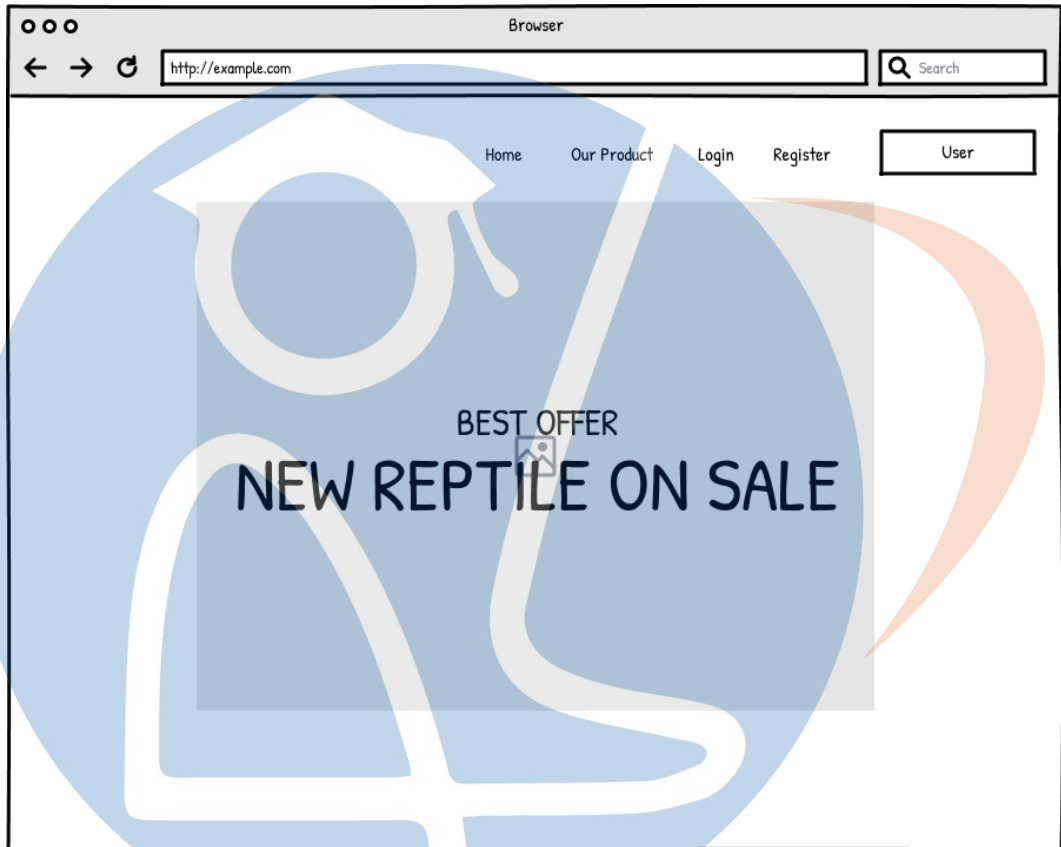 Browser
http://example.com
Search
Home Our Product Login Register User
BEST OFFER
NEW REPTILE ON SALE